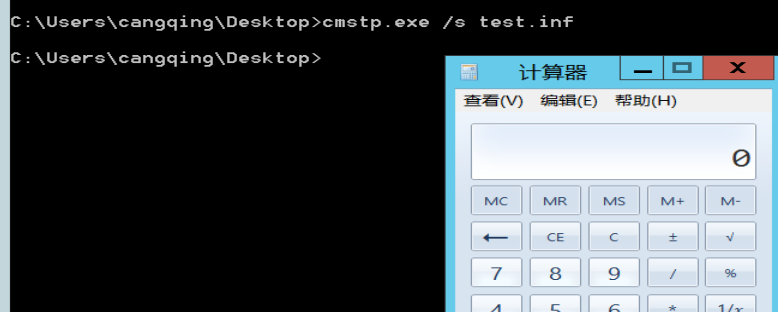 C:\Users\cangqing\Desktop>cmstp.exe /s test.inf
C:\Users\cangqing\Desktop>
计算器
查看(V) 编辑(E) 帮助(H)
0
MC MR MS M+ M-
← CE C ± √
7 8 9 / %
4 5 6 * 1/x